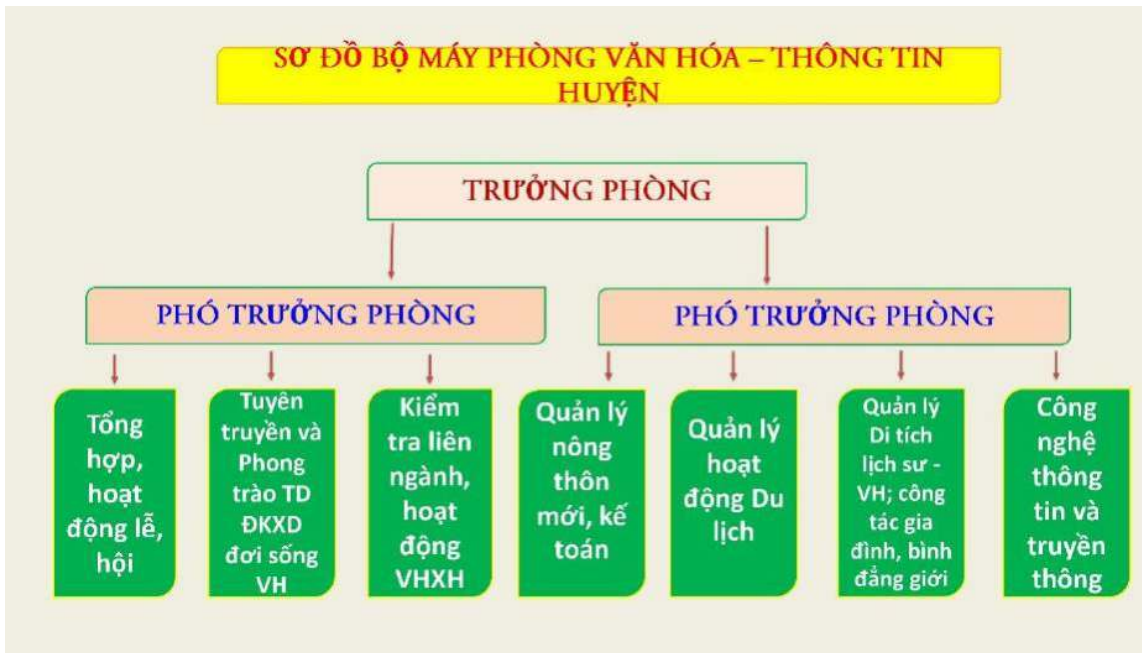 SƠ ĐỒ BỘ MÁY PHÒNG VĂN HÓA – THÔNG TIN
HUYỆN
TRƯỞNG PHÒNG
PHÓ TRƯỞNG PHÒNG
PHÓ TRƯỞNG PHÒNG
Tổng
hợp,
hoạt
động lễ,
hội
Tuyên
truyền và
Phong
trào TD
ĐKXD
đơi sống
VH
Kiểm
tra liên
ngành,
hoạt
động
VHXH
Quản lý
nông
thôn
mới, kế
toán
Quản lý
hoạt
động Du
lịch
Quản lý
Di tích
lịch sư -
VH; công
tác gia
đình, bình
đẳng giới
Công
nghệ
thông
tin và
truyền
thông